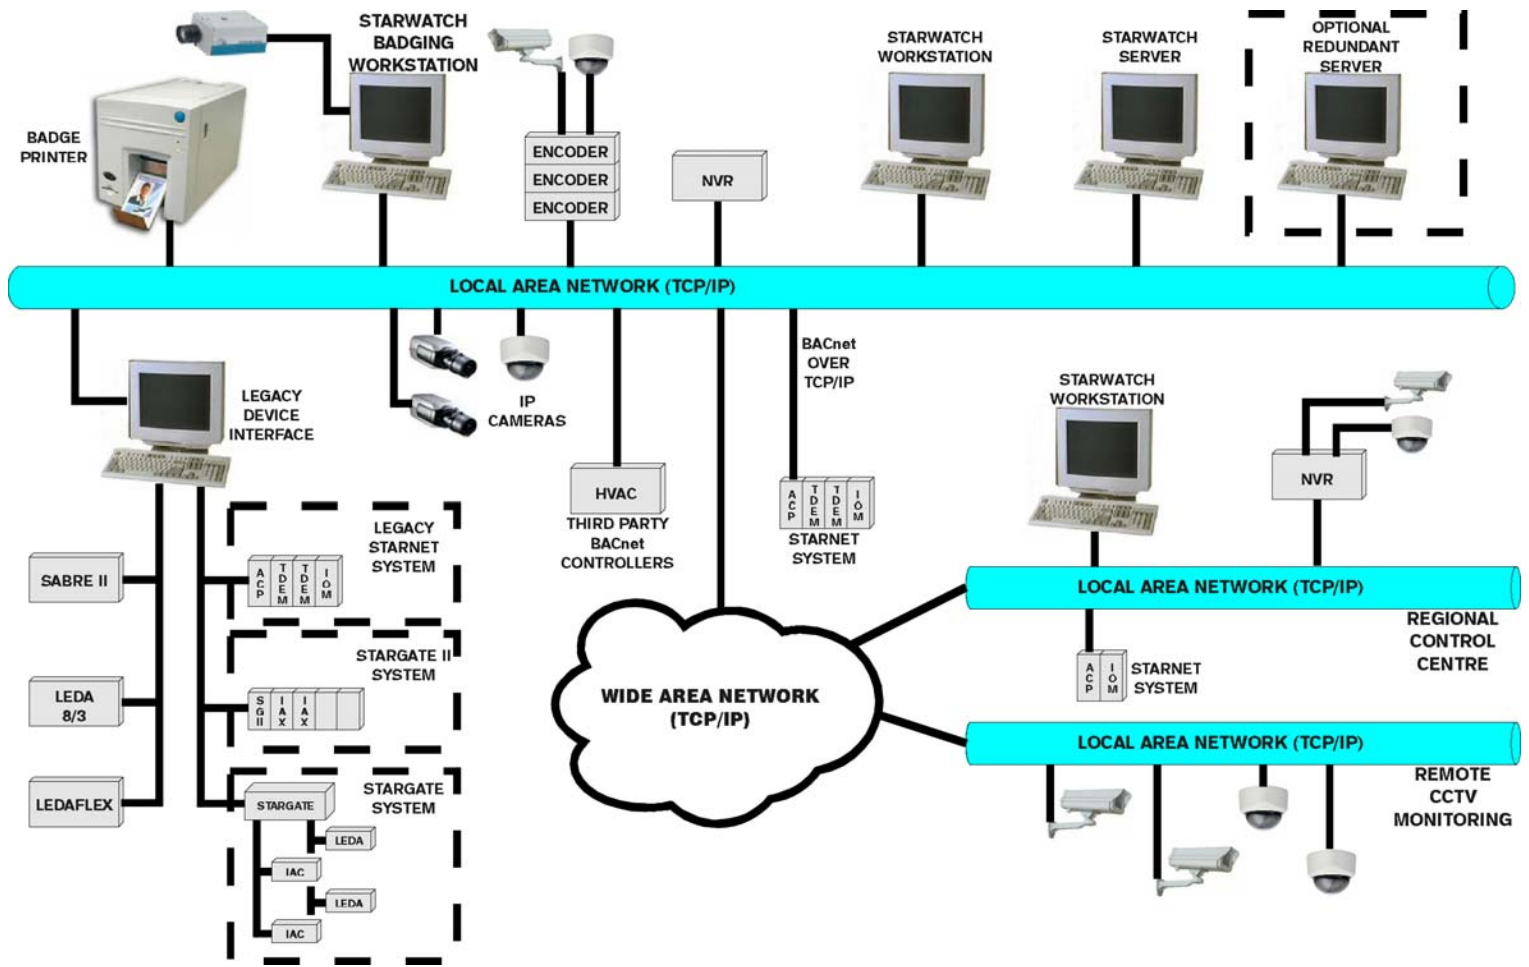 STARWATCH
BADGING
WORKSTATION
BADGE
PRINTER
ENCODER
ENCODER
ENCODER
NVR
STARWATCH
WORKSTATION
STARWATCH
SERVER
OPTIONAL
REDUNDANT
SERVER
LOCAL AREA NETWORK (TCP/IP)
LEGACY
DEVICE
INTERFACE
IP
CAMERAS
HVAC
THIRD PARTY
BACnet
CONTROLLERS
BACnet
OVER
TCP/IP
ACP
TDEM
TDEM
IOM
STARNET
SYSTEM
STARWATCH
WORKSTATION
NVR
LOCAL AREA NETWORK (TCP/IP)
REGIONAL
CONTROL
CENTRE
ACP
IOM
STARNET
SYSTEM
WIDE AREA NETWORK
(TCP/IP)
LOCAL AREA NETWORK (TCP/IP)
REMOTE
CCTV
MONITORING
SABRE II
LEDA
8/3
LEDAFLEX
LEGACY
STARNET
SYSTEM
ACP
TDEM
TDEM
IOM
STARGATE II
SYSTEM
SGII
IAX
IAX
STARGATE
SYSTEM
STARGATE
LEDA
IAC
LEDA
IAC